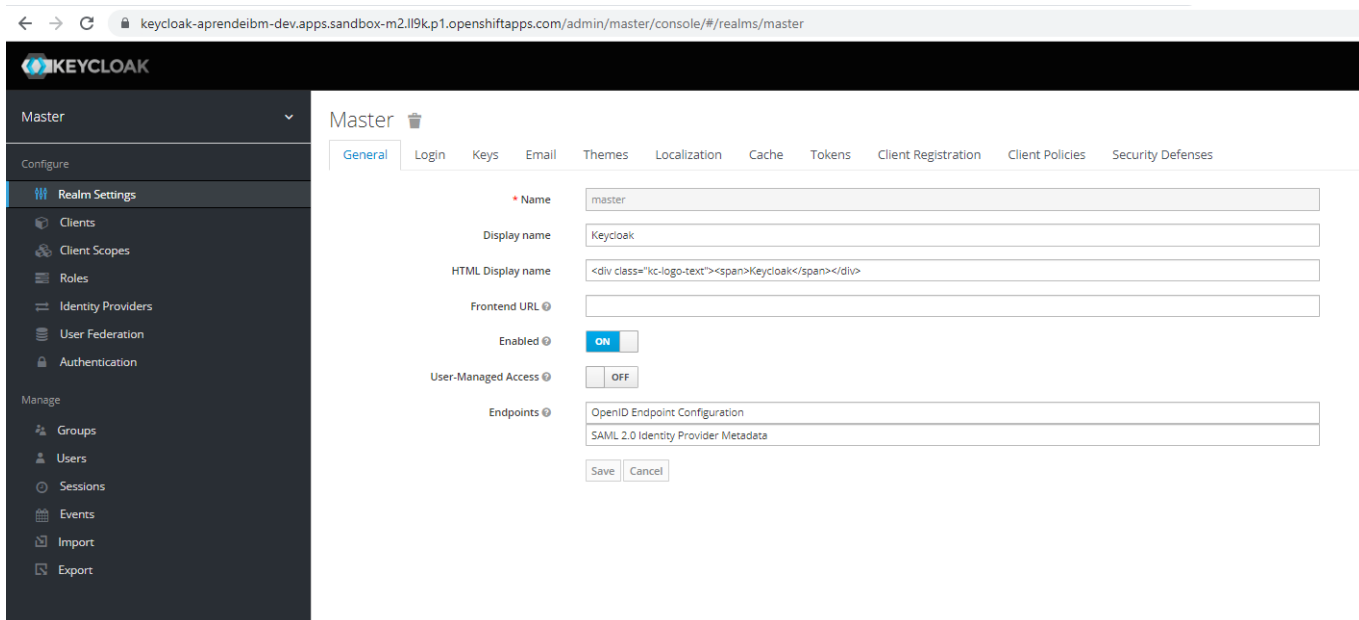 keycloak-aprendeibm-dev.apps.sandbox-m2.ll9k.p1.openshiftapps.com/admin/master/console/#/realms/master
KEYCLOAK
Master
Configure
Realm Settings
Clients
Client Scopes
Roles
Identity Providers
User Federation
Authentication
Manage
Groups
Users
Sessions
Events
Import
Export
Master
General Login Keys Email Themes Localization Cache Tokens Client Registration Client Policies Security Defenses
* Name master
Display name Keycloak
HTML Display name <div class="kc-logo-text"><span>Keycloak</span></div>
Frontend URL
Enabled ON
User-Managed Access OFF
Endpoints OpenID Endpoint Configuration
SAML 2.0 Identity Provider Metadata
Save Cancel